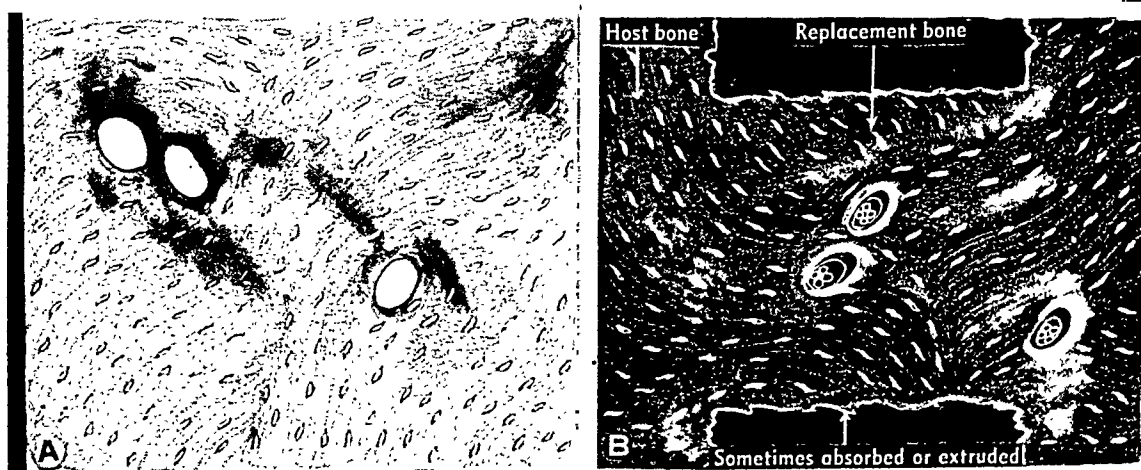 Host bone
Replacement bone
A
B
Sometimes absorbed or extruded